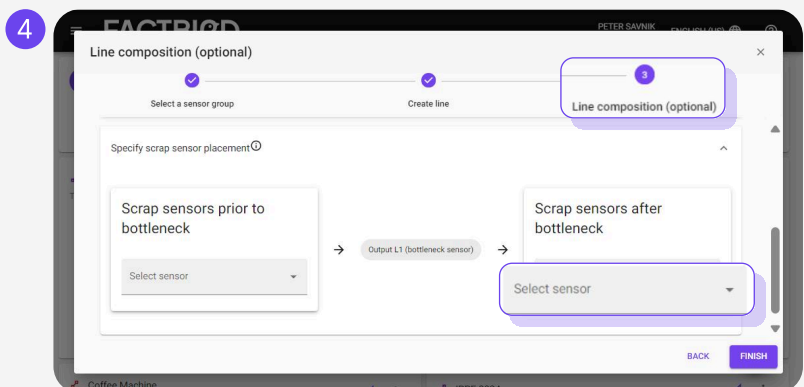 4
FACTBIRD
PETER SAVNIK
ENGLISH (US)
Line composition (optional)
3
Select a sensor group
Create line
Line composition (optional)
Specify scrap sensor placement
Scrap sensors prior to
bottleneck
Select sensor
Output L1 (bottleneck sensor)
Scrap sensors after
bottleneck
Select sensor
BACK
FINISH
Coffee Machine